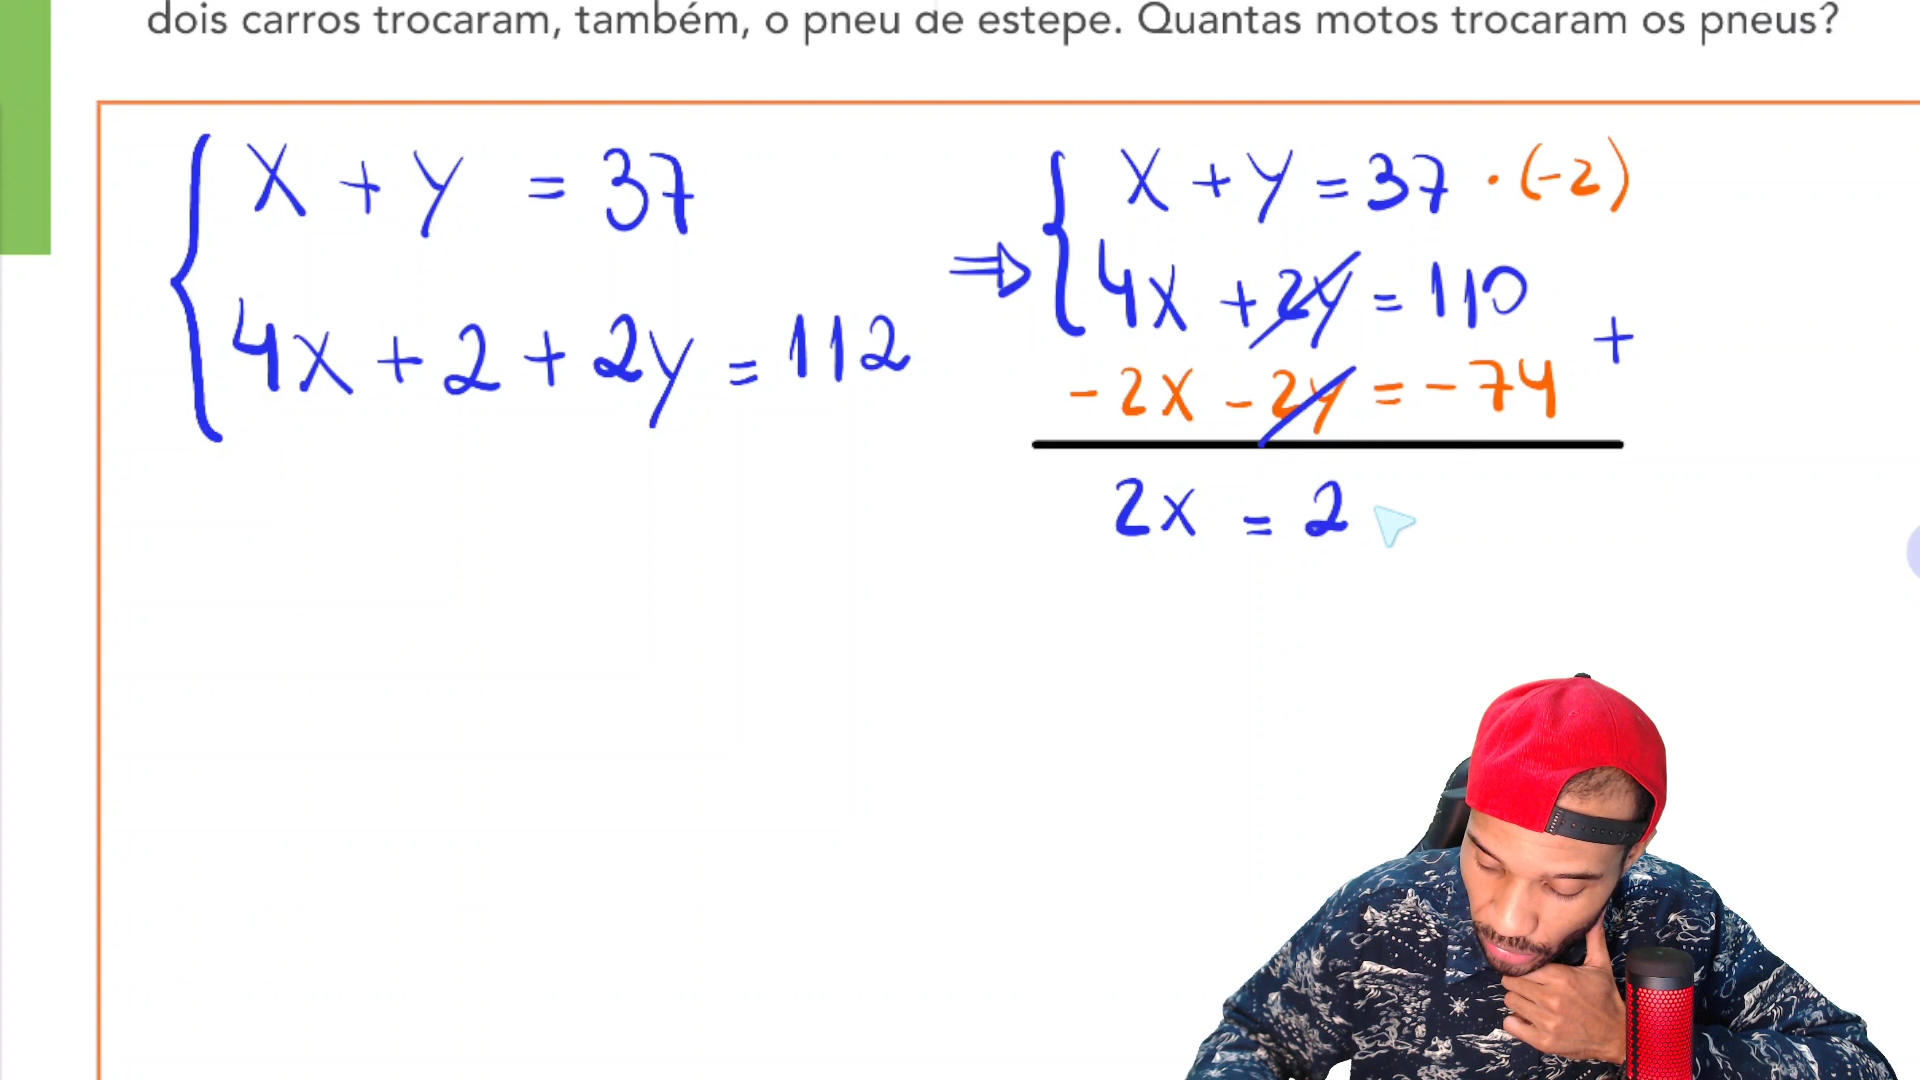 dois carros trocaram, também, o pneu de estepe. Quantas motos trocaram os pneus?
x + y = 37
4x + 2 + 2y = 112
⇒
x + y = 37 · (-2)
4x + 2y = 110
+
-2x - 2y = -74
2x = 2